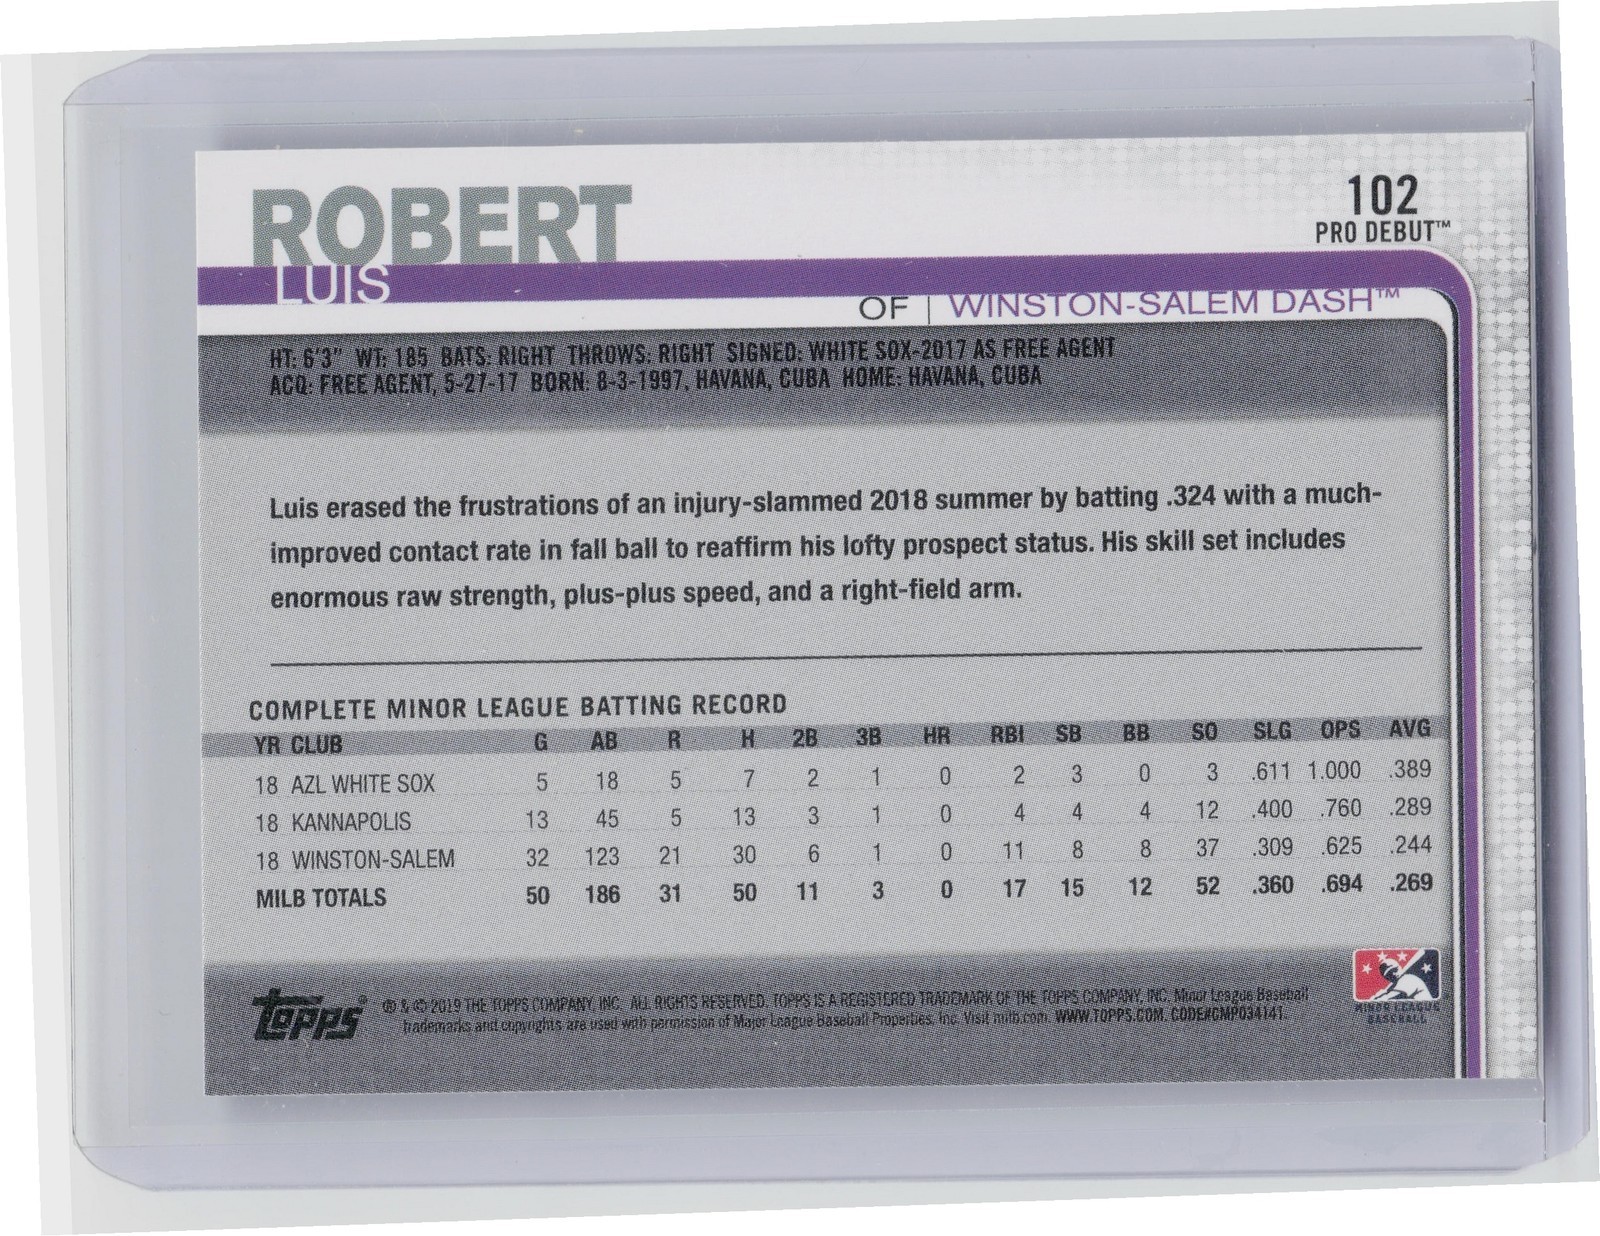 ROBERT
LUIS
102
PRO DEBUT™
OF | WINSTON-SALEM DASH™
HT: 6'3" WT: 185 BATS: RIGHT THROWS: RIGHT SIGNED: WHITE SOX-2017 AS FREE AGENT
ACQ: FREE AGENT, 5-27-17 BORN: 8-3-1997, HAVANA, CUBA HOME: HAVANA, CUBA
Luis erased the frustrations of an injury-slammed 2018 summer by batting .324 with a much-
improved contact rate in fall ball to reaffirm his lofty prospect status. His skill set includes
enormous raw strength, plus-plus speed, and a right-field arm.
COMPLETE MINOR LEAGUE BATTING RECORD
YR CLUB G AB R H 2B 3B HR RBI SB BB SO SLG OPS AVG
18 AZL WHITE SOX 5 18 5 7 2 1 0 2 3 0 3 .611 1.000 .389
18 KANNAPOLIS 13 45 5 13 3 1 0 4 4 4 12 .400 .760 .289
18 WINSTON-SALEM 32 123 21 30 6 1 0 11 8 8 37 .309 .625 .244
MILB TOTALS 50 186 31 50 11 3 0 17 15 12 52 .360 .694 .269
topps®
® & © 2019 THE TOPPS COMPANY, INC. ALL RIGHTS RESERVED. TOPPS IS A REGISTERED TRADEMARK OF THE TOPPS COMPANY, INC. Minor League Baseball
trademarks and copyrights are used with permission of Major League Baseball Properties, Inc. Visit milb.com. WWW.TOPPS.COM. CODE#CMP034141.
MINOR LEAGUE
BASEBALL